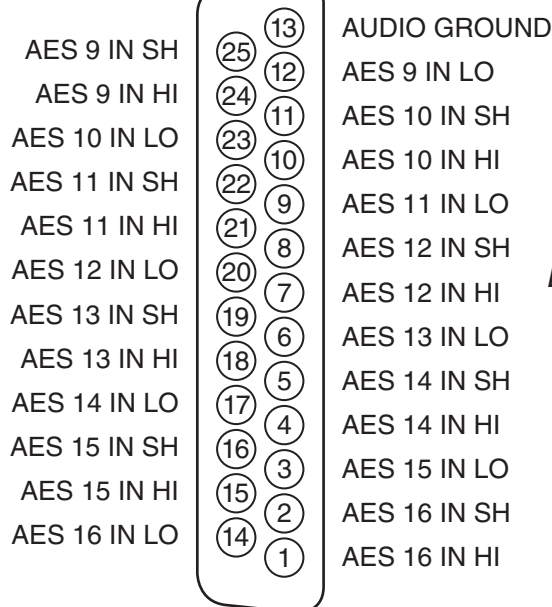 13 AUDIO GROUND
AES 9 IN SH 25
12 AES 9 IN LO
AES 9 IN HI 24
11 AES 10 IN SH
AES 10 IN LO 23
10 AES 10 IN HI
AES 11 IN SH 22
9 AES 11 IN LO
AES 11 IN HI 21
8 AES 12 IN SH
AES 12 IN LO 20
7 AES 12 IN HI
AES 13 IN SH 19
6 AES 13 IN LO
AES 13 IN HI 18
5 AES 14 IN SH
AES 14 IN LO 17
4 AES 14 IN HI
AES 15 IN SH 16
3 AES 15 IN LO
AES 15 IN HI 15
2 AES 16 IN SH
AES 16 IN LO 14
1 AES 16 IN HI